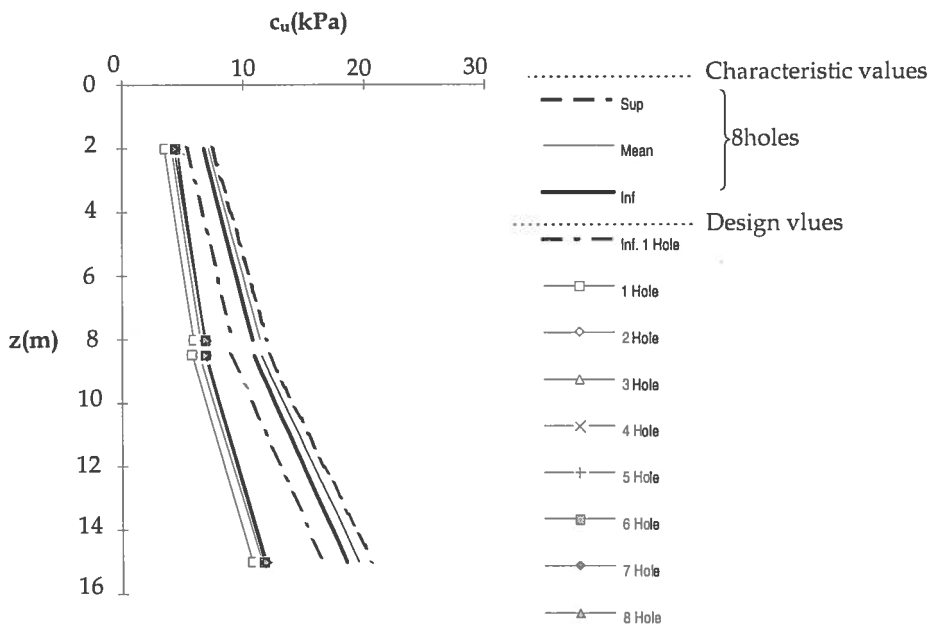 cu(kPa)
0 10 20 30
0
2
4
6
z(m)
8
10
12
14
16
Characteristic values
Sup
Mean
Inf
8holes
Design vlues
Inf. 1 Hole
1 Hole
2 Hole
3 Hole
4 Hole
5 Hole
6 Hole
7 Hole
8 Hole